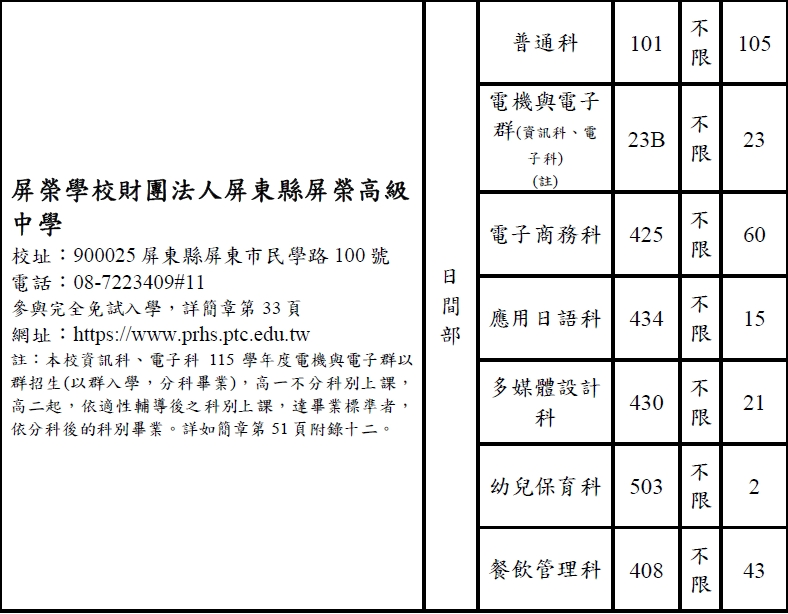 屏榮學校財團法人屏東縣屏榮高級
中學
校址：900025 屏東縣屏東市民學路 100 號
電話：08-7223409#11
參與完全免試入學，詳簡章第 33 頁
網址：https://www.prhs.ptc.edu.tw
註：本校資訊科、電子科 115 學年度電機與電子群以
群招生(以群入學，分科畢業)，高一不分科別上課，
高二起，依適性輔導後之科別上課，達畢業標準者，
依分科後的科別畢業。詳如簡章第 51 頁附錄十二。
日
間
部
普通科 101 不限 105
電機與電子
群(資訊科、電
子科)
(註)
23B 不限 23
電子商務科 425 不限 60
應用日語科 434 不限 15
多媒體設計
科
430 不限 21
幼兒保育科 503 不限 2
餐飲管理科 408 不限 43